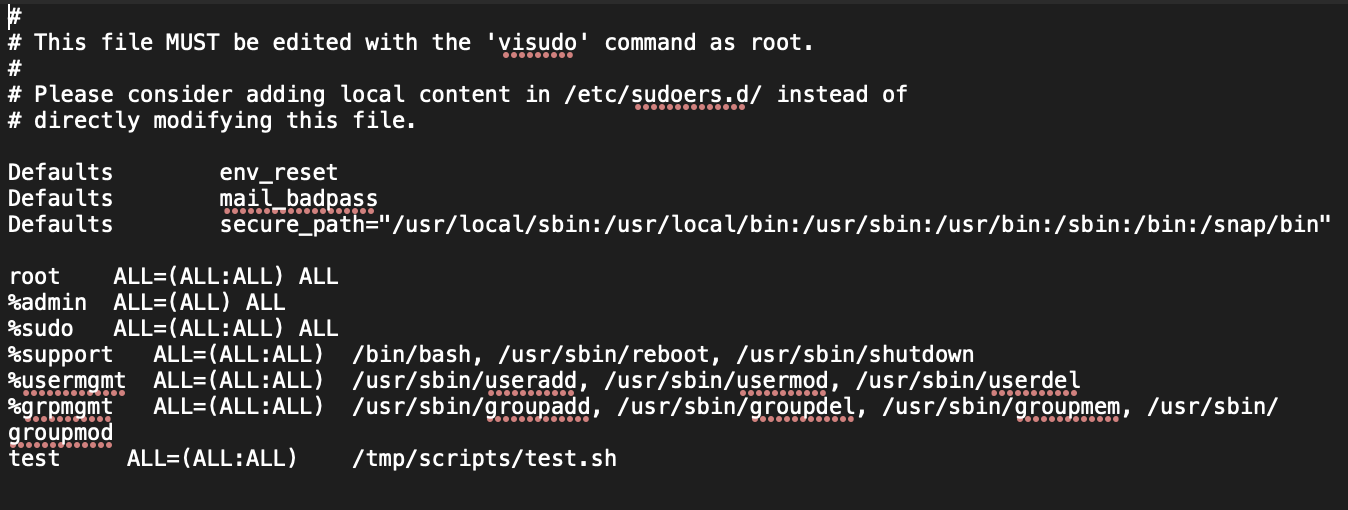 #
# This file MUST be edited with the 'visudo' command as root.
#
# Please consider adding local content in /etc/sudoers.d/ instead of
# directly modifying this file.
Defaults        env_reset
Defaults        mail_badpass
Defaults        secure_path="/usr/local/sbin:/usr/local/bin:/usr/sbin:/usr/bin:/sbin:/bin:/snap/bin"
root    ALL=(ALL:ALL) ALL
%admin  ALL=(ALL) ALL
%sudo   ALL=(ALL:ALL) ALL
%support   ALL=(ALL:ALL)  /bin/bash, /usr/sbin/reboot, /usr/sbin/shutdown
%usermgmt  ALL=(ALL:ALL)  /usr/sbin/useradd, /usr/sbin/usermod, /usr/sbin/userdel
%grpmgmt   ALL=(ALL:ALL)  /usr/sbin/groupadd, /usr/sbin/groupdel, /usr/sbin/groupmem, /usr/sbin/
groupmod
test     ALL=(ALL:ALL)    /tmp/scripts/test.sh